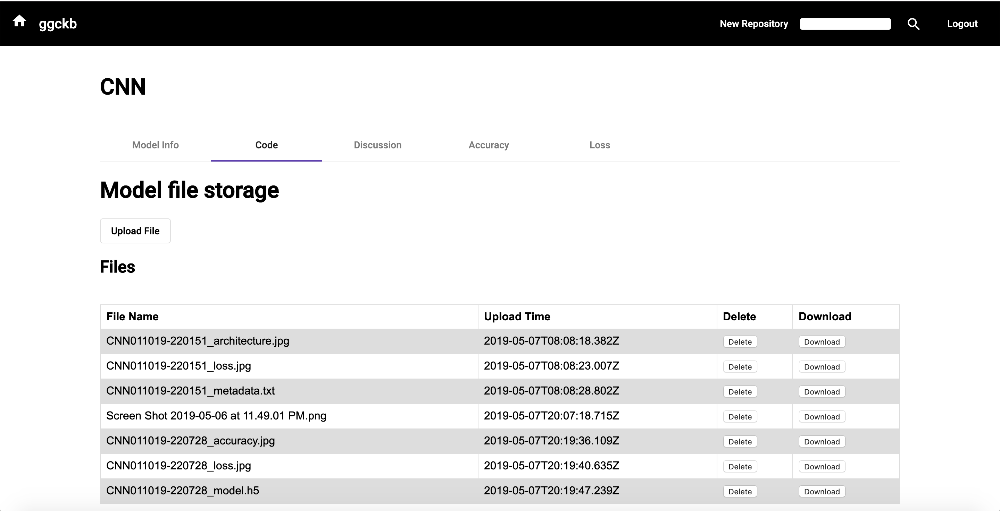 ggckb New Repository Logout
CNN
Model Info Code Discussion Accuracy Loss
Model file storage
Upload File
Files
File Name Upload Time Delete Download
CNN011019-220151_architecture.jpg 2019-05-07T08:08:18.382Z Delete Download
CNN011019-220151_loss.jpg 2019-05-07T08:08:23.007Z Delete Download
CNN011019-220151_metadata.txt 2019-05-07T08:08:28.802Z Delete Download
Screen Shot 2019-05-06 at 11.49.01 PM.png 2019-05-07T20:07:18.715Z Delete Download
CNN011019-220728_accuracy.jpg 2019-05-07T20:19:36.109Z Delete Download
CNN011019-220728_loss.jpg 2019-05-07T20:19:40.635Z Delete Download
CNN011019-220728_model.h5 2019-05-07T20:19:47.239Z Delete Download